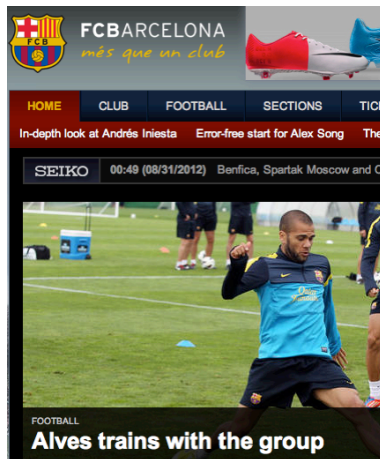 FCB
FCBARCELONA
més que un club
HOME CLUB FOOTBALL SECTIONS TIC
In-depth look at Andrés Iniesta Error-free start for Alex Song The
SEIKO 00:49 (08/31/2012) Benfica, Spartak Moscow and C
FOOTBALL
Alves trains with the group